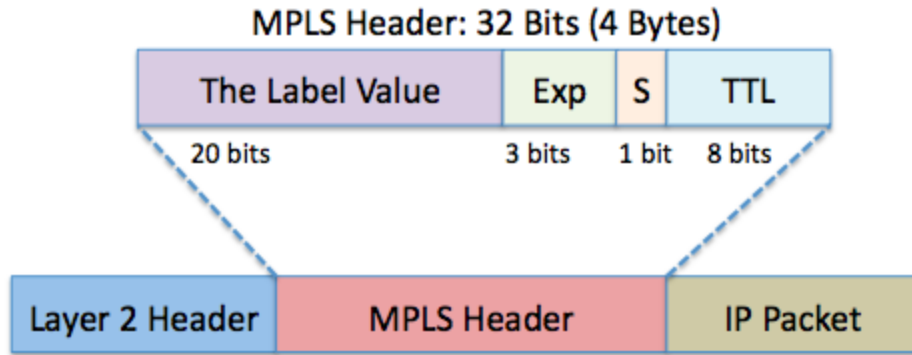 MPLS Header: 32 Bits (4 Bytes)
The Label Value Exp S TTL
20 bits 3 bits 1 bit 8 bits
Layer 2 Header MPLS Header IP Packet